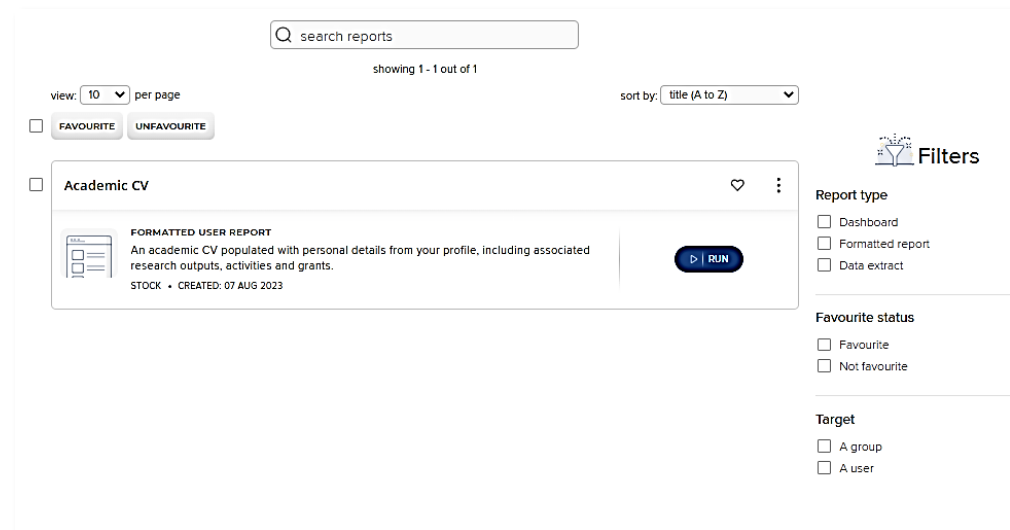 search reports
showing 1 - 1 out of 1
view: 10 per page
sort by: title (A to Z)
FAVOURITE UNFAVOURITE
Academic CV
FORMATTED USER REPORT
An academic CV populated with personal details from your profile, including associated
research outputs, activities and grants.
STOCK • CREATED: 07 AUG 2023
RUN
Filters
Report type
Dashboard
Formatted report
Data extract
Favourite status
Favourite
Not favourite
Target
A group
A user